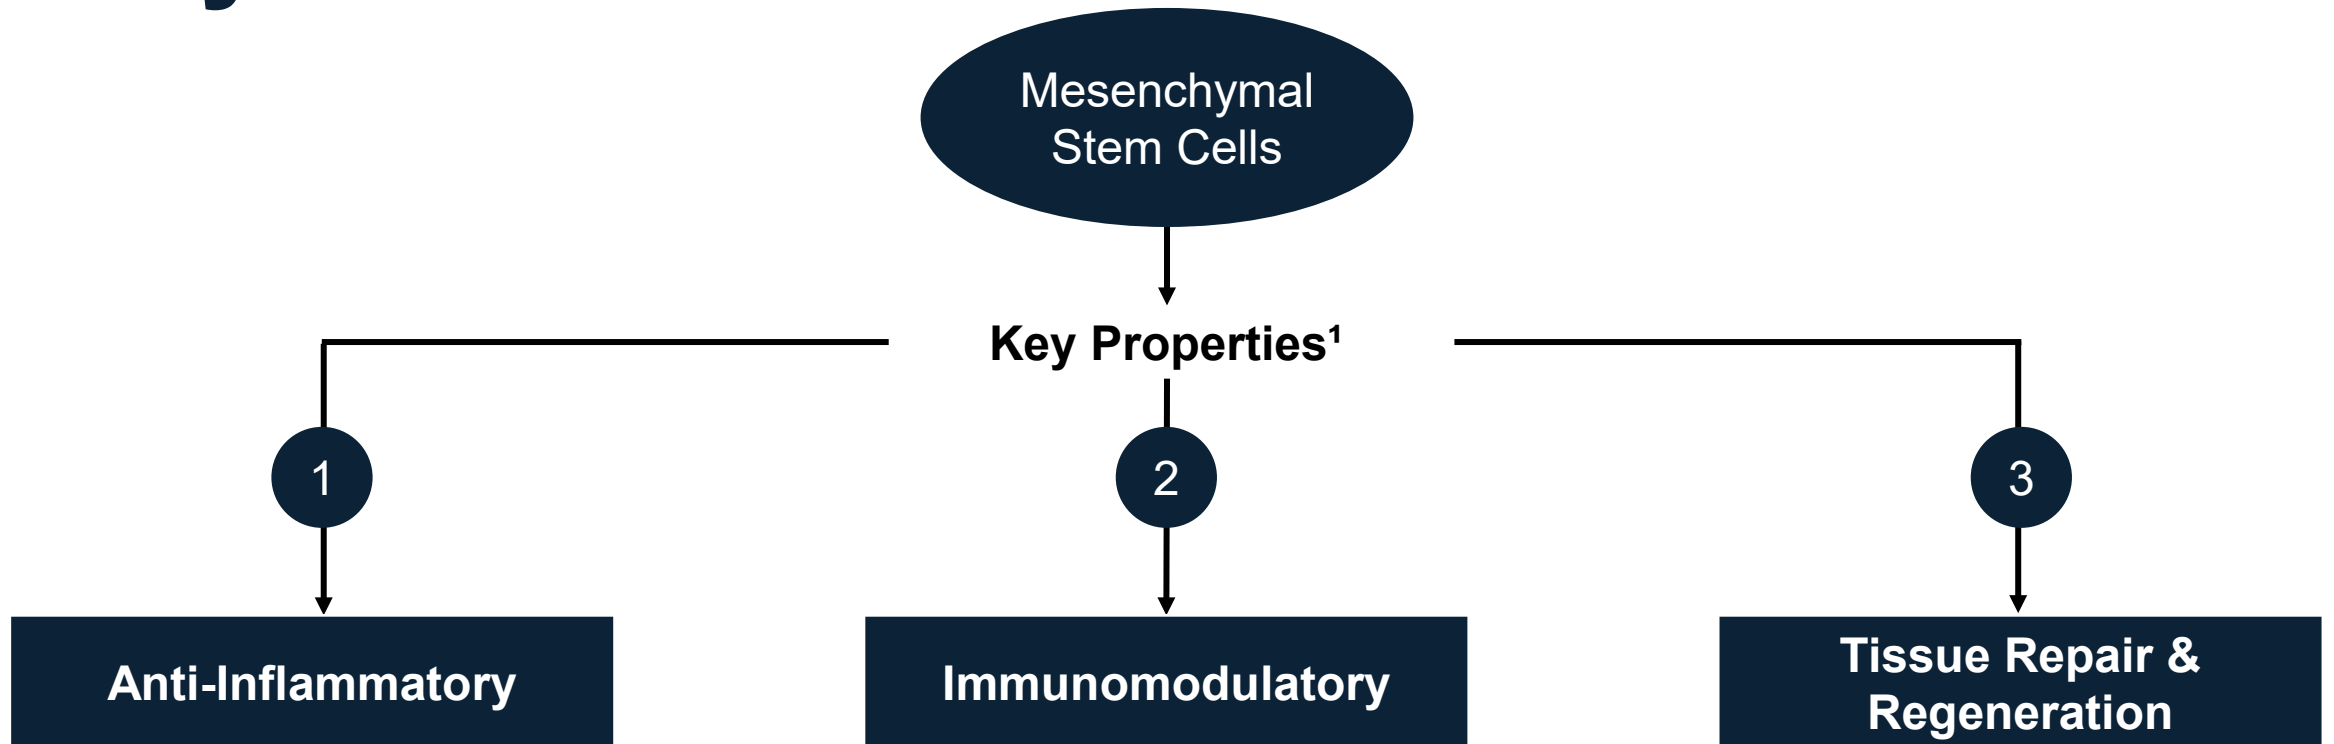 Mesenchymal
Stem Cells
Key Properties¹
1
2
3
Anti-Inflammatory
Immunomodulatory
Tissue Repair &
Regeneration